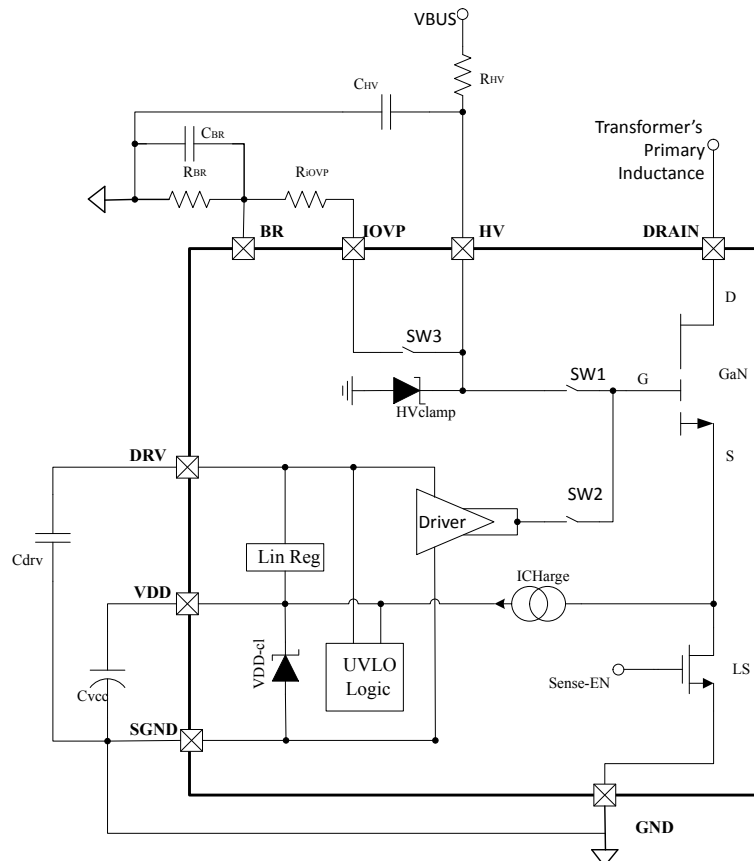 VBUS
RHV
CHV
CBR
RBR
RiOVP
Transformer's
Primary
Inductance
BR
IOVP
HV
DRAIN
D
SW3
SW1
G
GaN
HVclamp
S
DRV
SW2
Driver
Cdrv
Lin Reg
ICHarge
VDD
VDD-cl
UVLO
Logic
Sense-EN
LS
Cvcc
SGND
GND